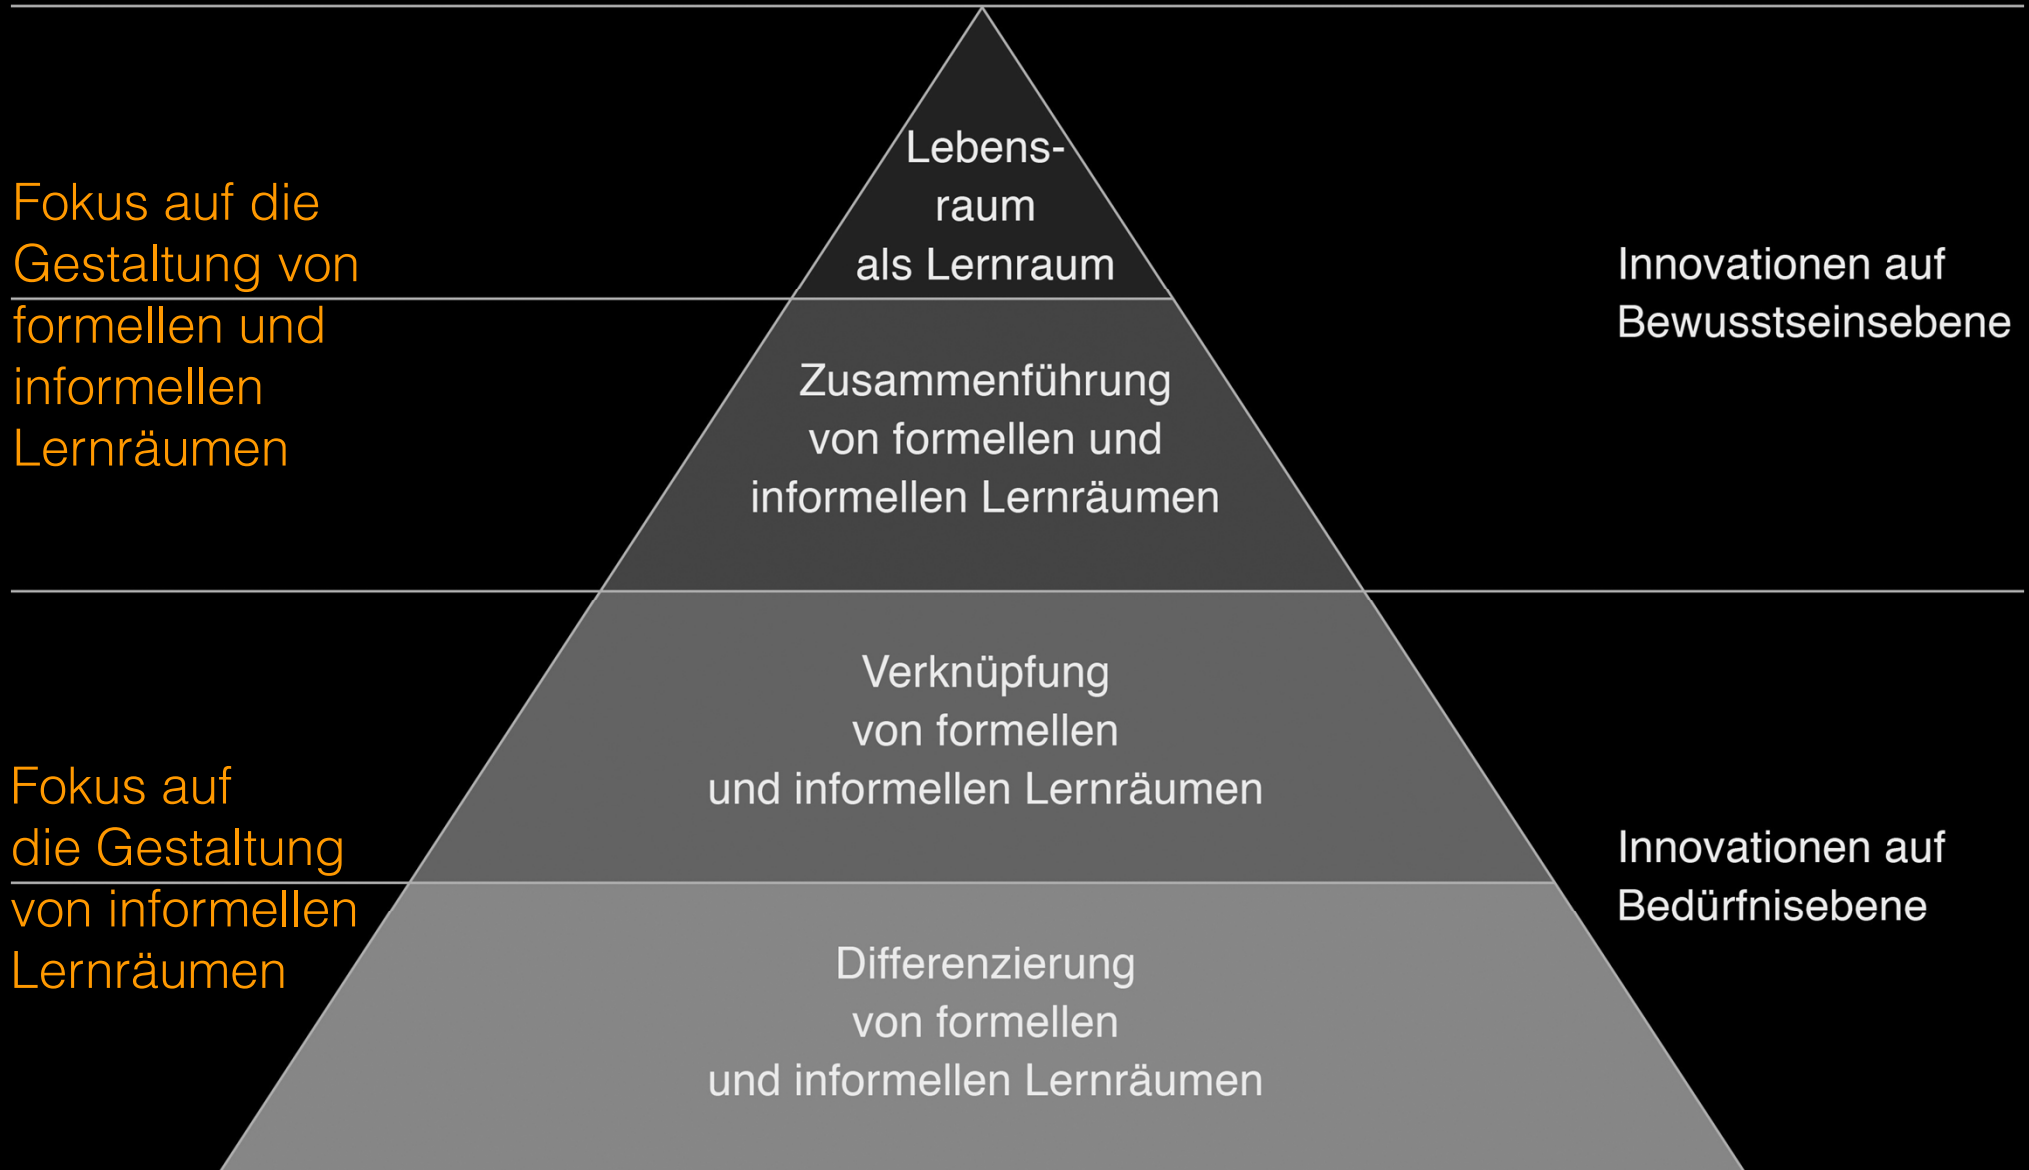 Fokus auf die
Gestaltung von
formellen und
informellen
Lernräumen
Lebens-
raum
als Lernraum
Zusammenführung
von formellen und
informellen Lernräumen
Innovationen auf
Bewusstseinsebene
Fokus auf
die Gestaltung
von informellen
Lernräumen
Verknüpfung
von formellen
und informellen Lernräumen
Differenzierung
von formellen
und informellen Lernräumen
Innovationen auf
Bedürfnisebene